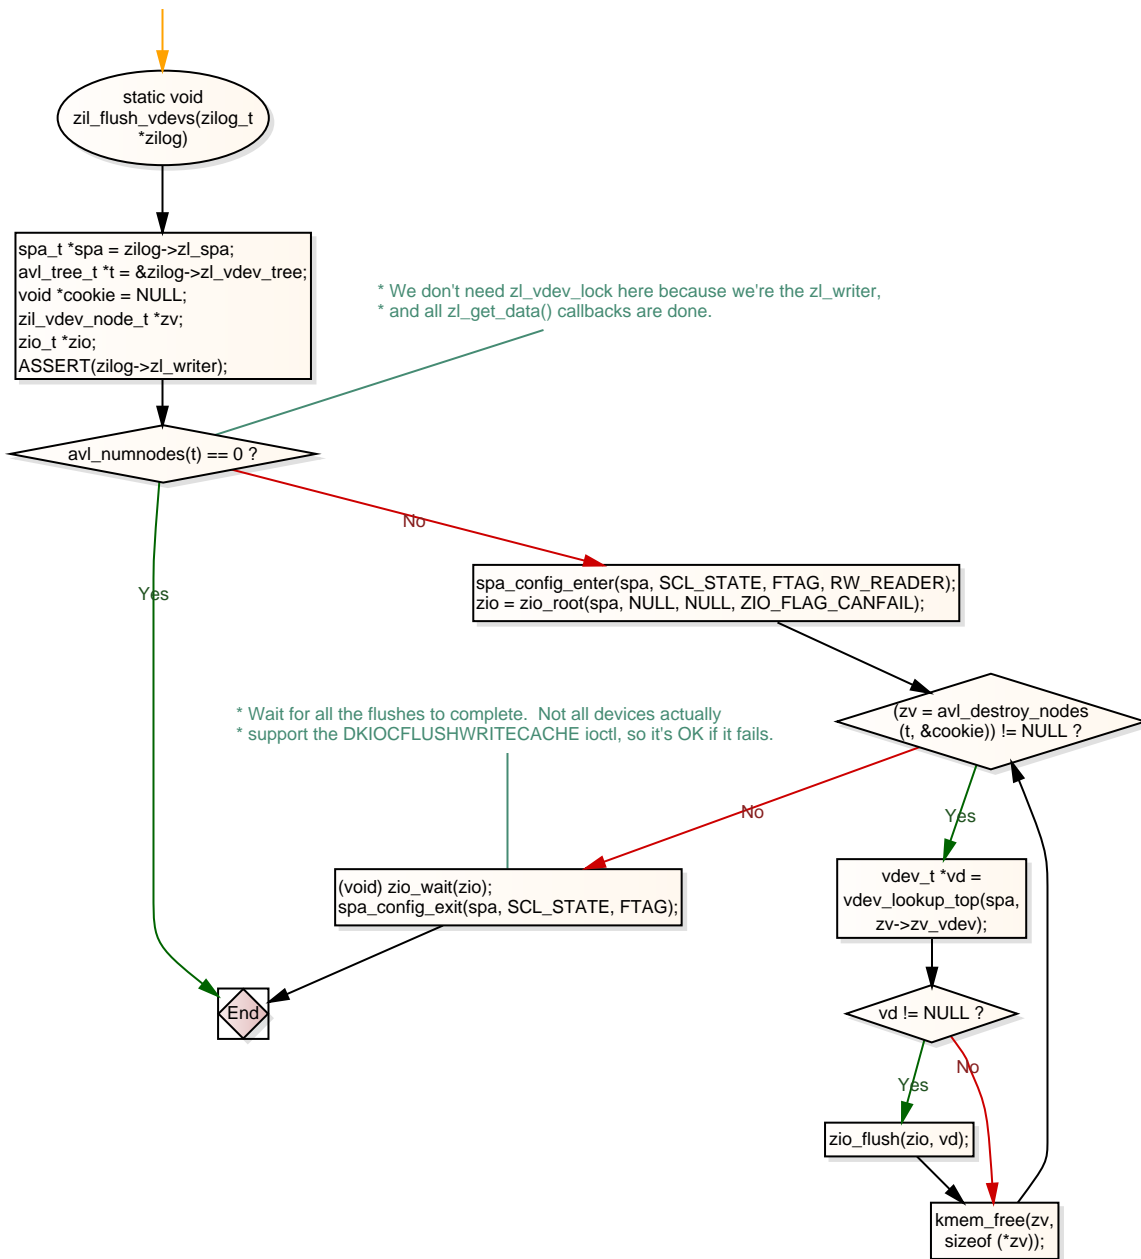 static void
zil_flush_vdevs(zilog_t
*zilog)
spa_t *spa = zilog->zl_spa;
avl_tree_t *t = &zilog->zl_vdev_tree;
void *cookie = NULL;
zil_vdev_node_t *zv;
zio_t *zio;
ASSERT(zilog->zl_writer);
* We don't need zl_vdev_lock here because we're the zl_writer,
* and all zl_get_data() callbacks are done.
avl_numnodes(t) == 0 ?
No
Yes
spa_config_enter(spa, SCL_STATE, FTAG, RW_READER);
zio = zio_root(spa, NULL, NULL, ZIO_FLAG_CANFAIL);
(zv = avl_destroy_nodes
(t, &cookie)) != NULL ?
* Wait for all the flushes to complete.  Not all devices actually
* support the DKIOCFLUSHWRITECACHE ioctl, so it's OK if it fails.
No
Yes
(void) zio_wait(zio);
spa_config_exit(spa, SCL_STATE, FTAG);
vdev_t *vd =
vdev_lookup_top(spa,
zv->zv_vdev);
End
vd != NULL ?
No
Yes
zio_flush(zio, vd);
kmem_free(zv,
sizeof (*zv));